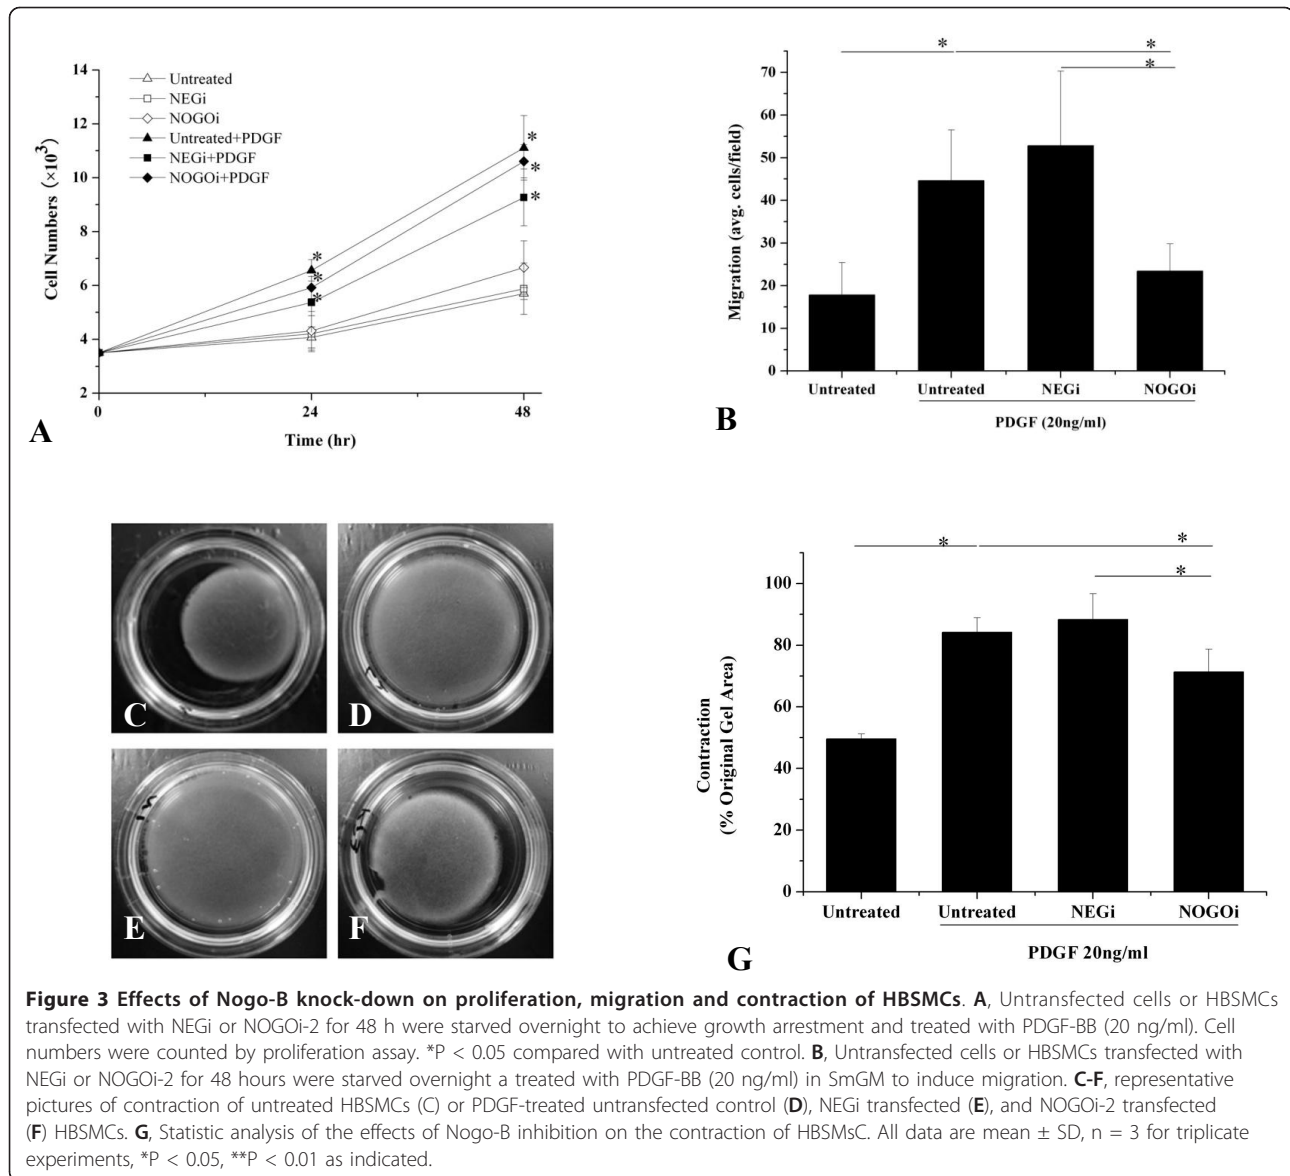 14
12
10
8
6
4
2
Cell Numbers (×10³)
Untreated
NEGi
NOGOi
Untreated+PDGF
NEGi+PDGF
NOGOi+PDGF
*
*
*
*
*
*
0 24 48
Time (hr)
A
* *
*
70
60
50
40
30
20
10
0
Migration (avg. cells/field)
Untreated Untreated NEGi NOGOi
PDGF (20ng/ml)
B
C D
E F
* *
*
100
80
60
40
20
0
Contraction
(% Original Gel Area)
Untreated Untreated NEGi NOGOi
PDGF 20ng/ml
G
Figure 3 Effects of Nogo-B knock-down on proliferation, migration and contraction of HBSMCs. A, Untransfected cells or HBSMCs
transfected with NEGi or NOGOi-2 for 48 h were starved overnight to achieve growth arrestment and treated with PDGF-BB (20 ng/ml). Cell
numbers were counted by proliferation assay. *P < 0.05 compared with untreated control. B, Untransfected cells or HBSMCs transfected with
NEGi or NOGOi-2 for 48 hours were starved overnight a treated with PDGF-BB (20 ng/ml) in SmGM to induce migration. C-F, representative
pictures of contraction of untreated HBSMCs (C) or PDGF-treated untransfected control (D), NEGi transfected (E), and NOGOi-2 transfected
(F) HBSMCs. G, Statistic analysis of the effects of Nogo-B inhibition on the contraction of HBSMsC. All data are mean ± SD, n = 3 for triplicate
experiments, *P < 0.05, **P < 0.01 as indicated.